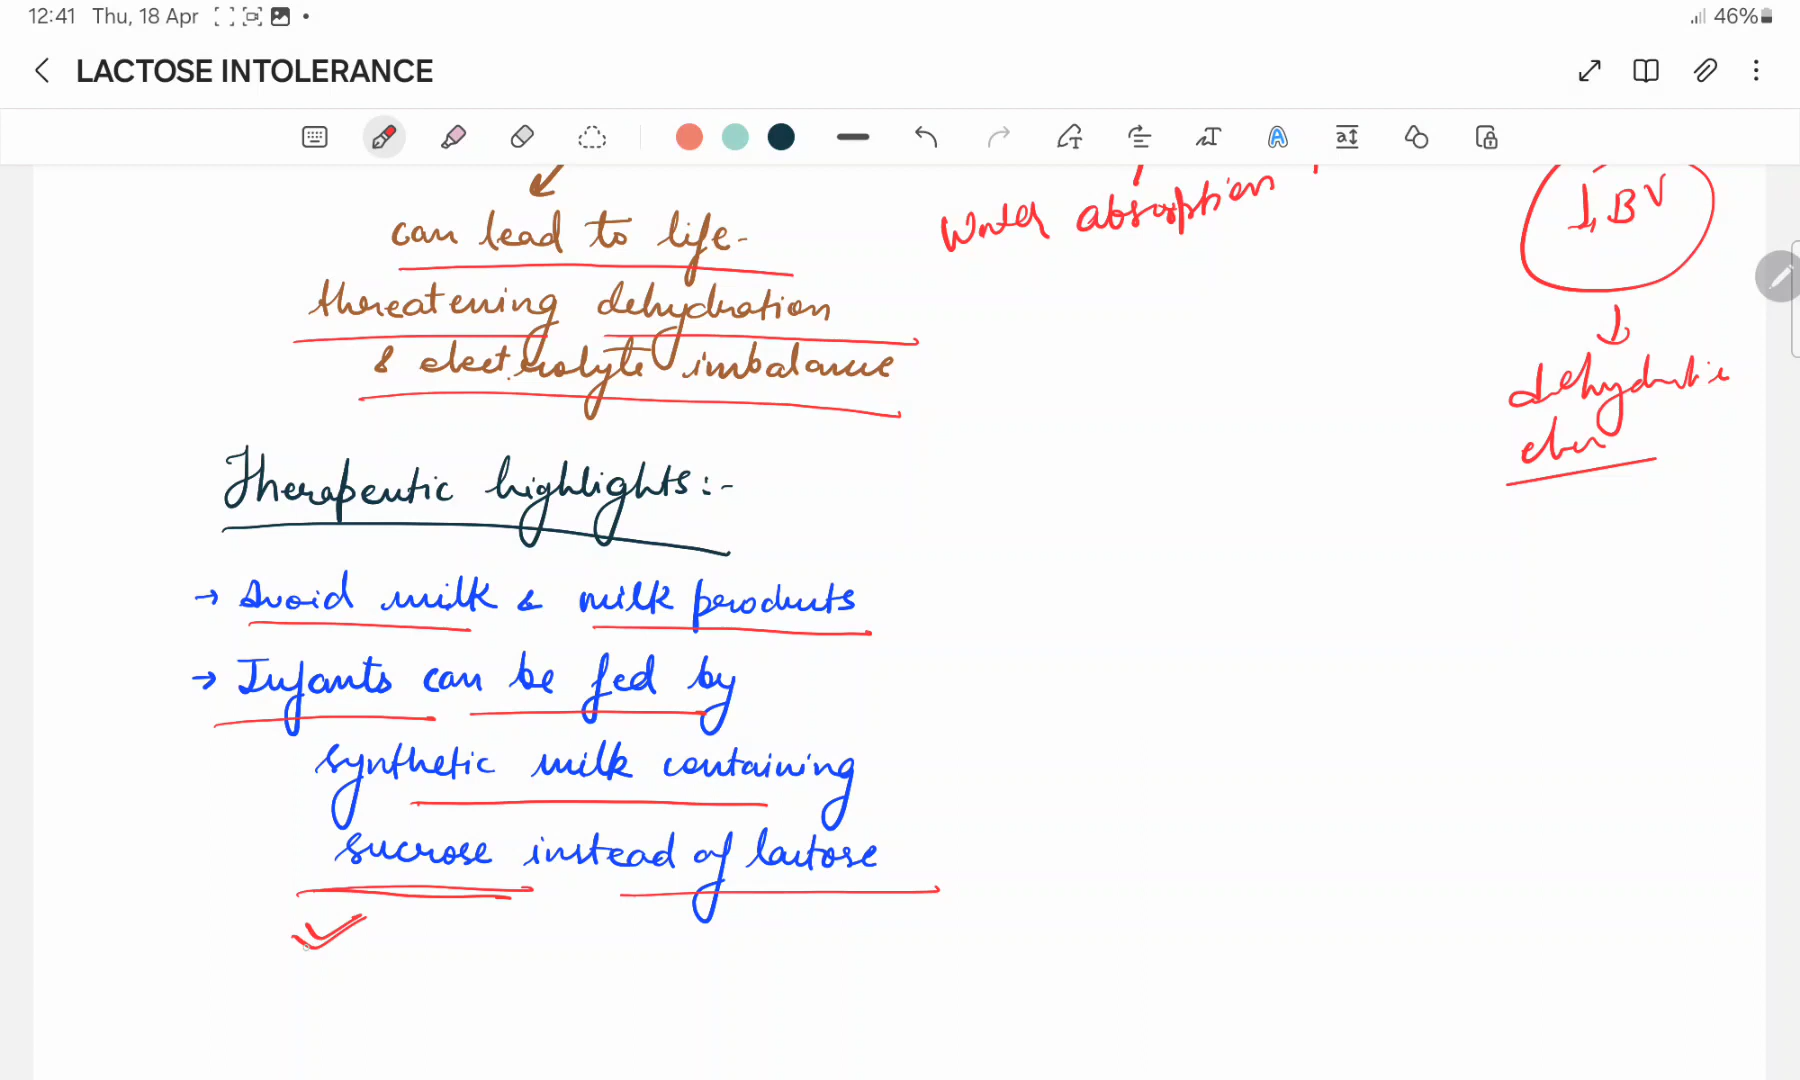 12:41 Thu, 18 Apr
46%
LACTOSE INTOLERANCE
can lead to life-
threatening dehydration
& electrolyte imbalance
Water absorption
↓ BV
↓
dehydratic
Therapeutic highlights:-
→ Avoid milk & milk products
→ Infants can be fed by
synthetic milk containing
sucrose instead of lactose